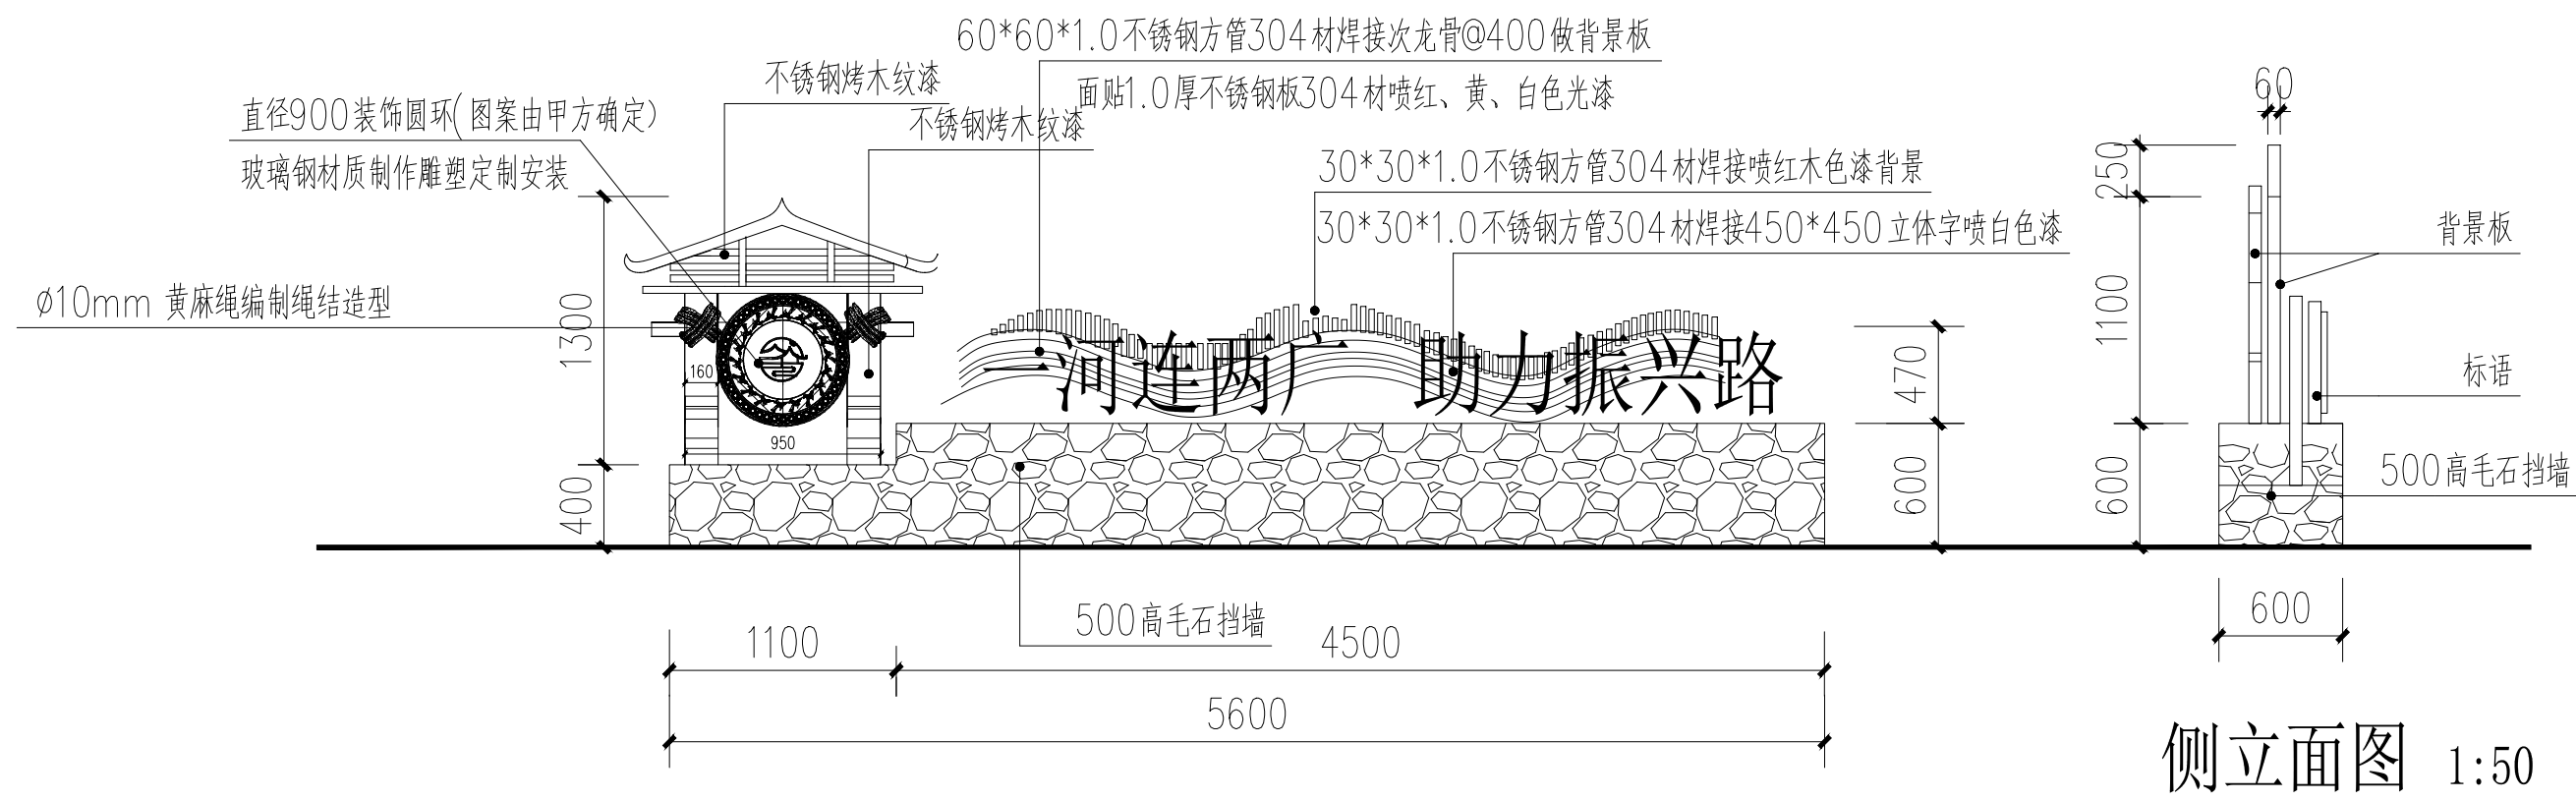 60*60*1.0不锈钢方管304材焊接次龙骨@400做背景板
面贴1.0厚不锈钢板304材喷红、黄、白色光漆
不锈钢烤木纹漆
不锈钢烤木纹漆
直径900装饰圆环(图案由甲方确定)
玻璃钢材质制作雕塑定制安装
30*30*1.0不锈钢方管304材焊接喷红木色漆背景
30*30*1.0不锈钢方管304材焊接450*450立体字喷白色漆
ø10mm 黄麻绳编制绳结造型
1300
400
160
950
一河连两广 助力振兴路
470
600
500高毛石挡墙
1100
4500
5600
60
250
1100
600
背景板
标语
500高毛石挡墙
600
侧立面图 1:50